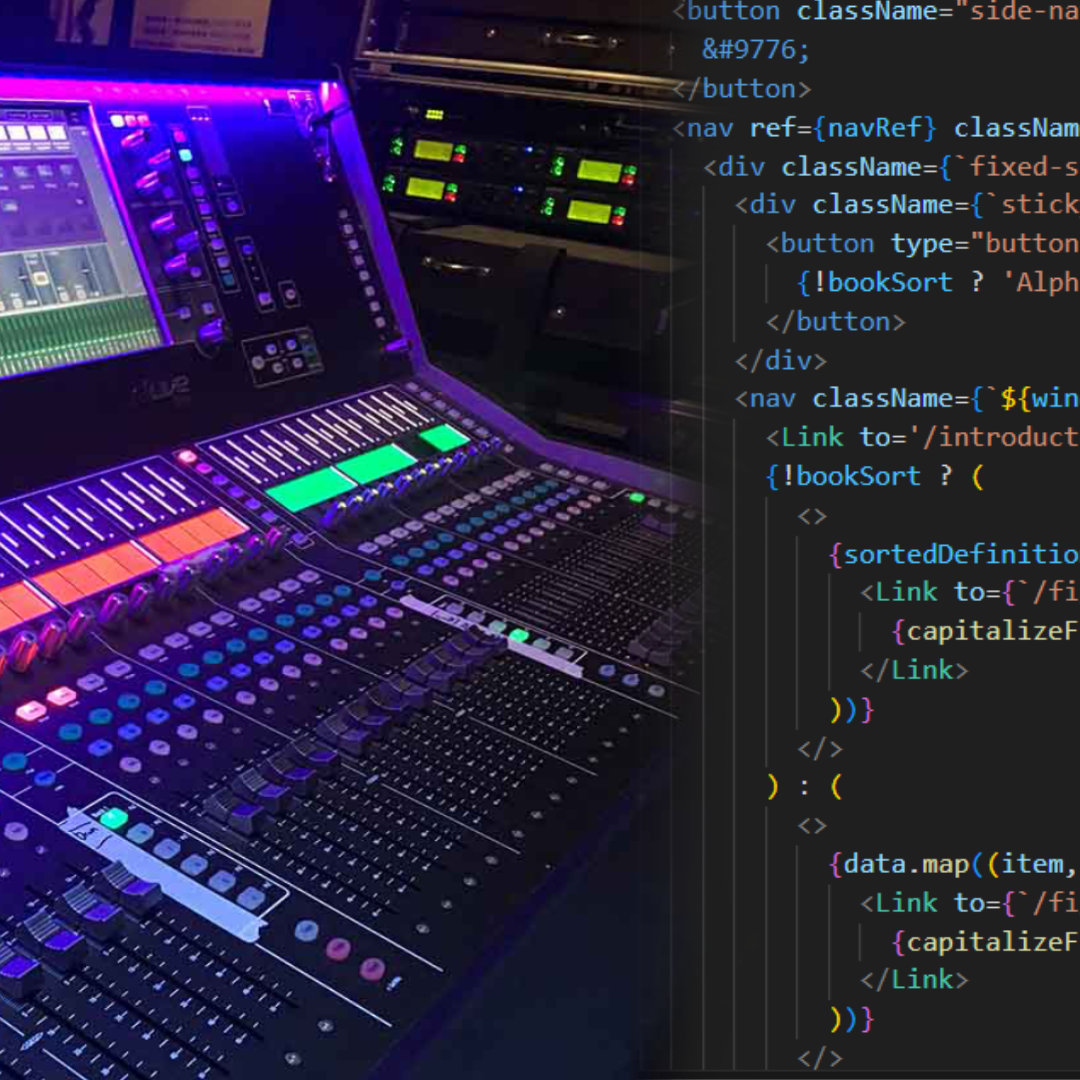 <button className="side-na
&#9776;
</button>
<nav ref={navRef} classNam
<div className={`fixed-s
<div className={`stick
<button type="button
{!bookSort ? 'Alph
</button>
</div>
<nav className={`${win
<Link to='/introduct
{!bookSort ? (
<>
{sortedDefinitio
<Link to={`/fi
{capitalizeF
</Link>
))}
</>
) : (
<>
{data.map((item,
<Link to={`/fi
{capitalizeF
</Link>
))}
</>